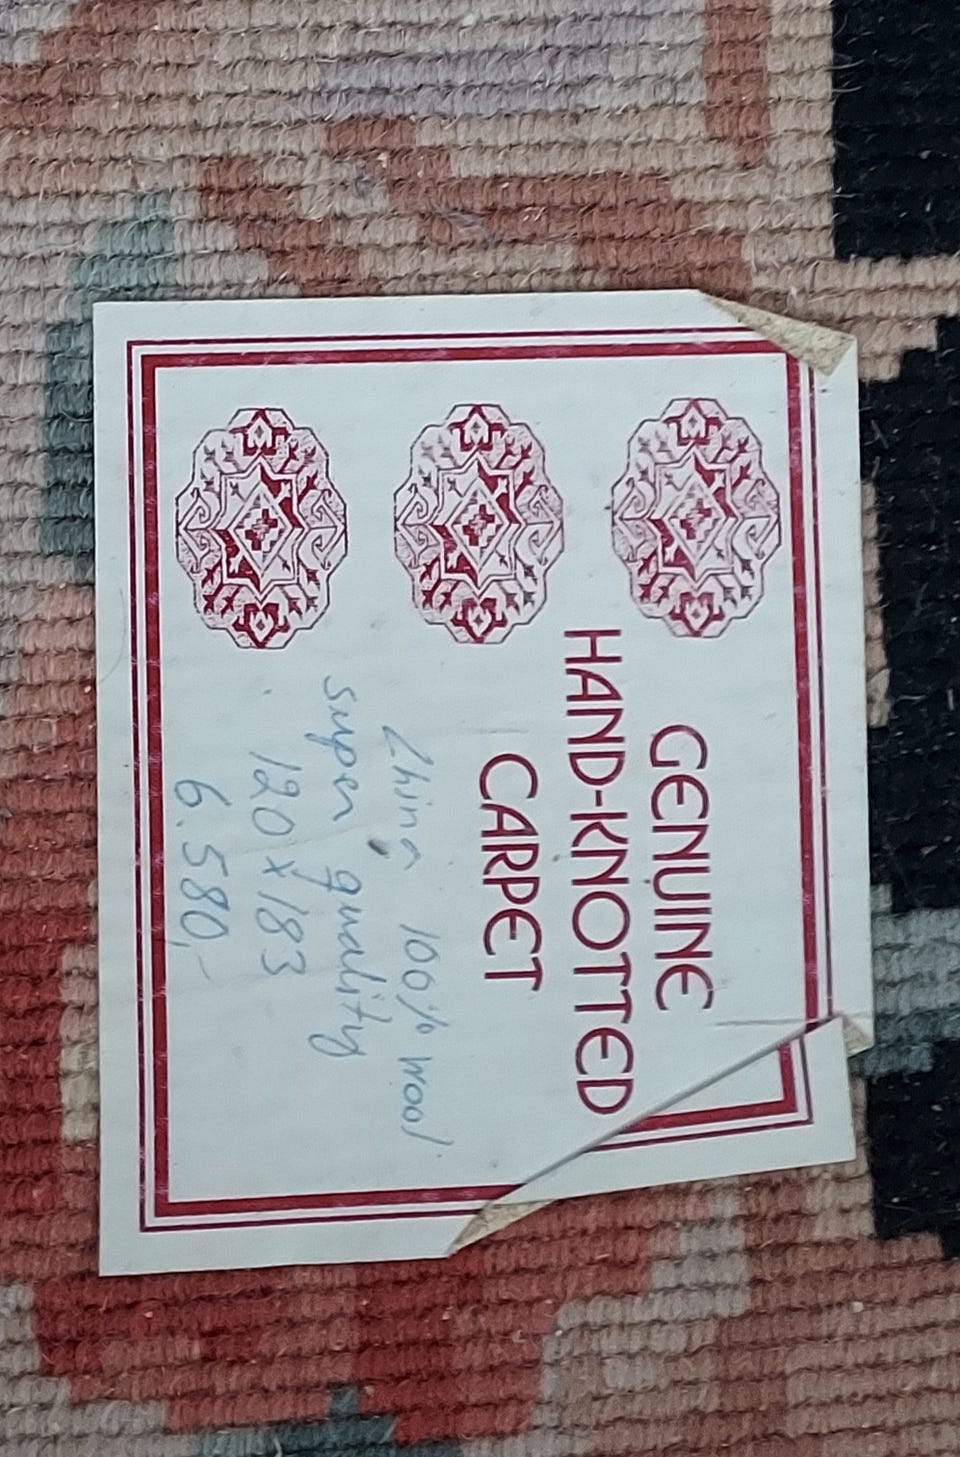 GENUINE
HAND-KNOTTED
CARPET
China 100% wool
super quality
120 x 183
6.580,-